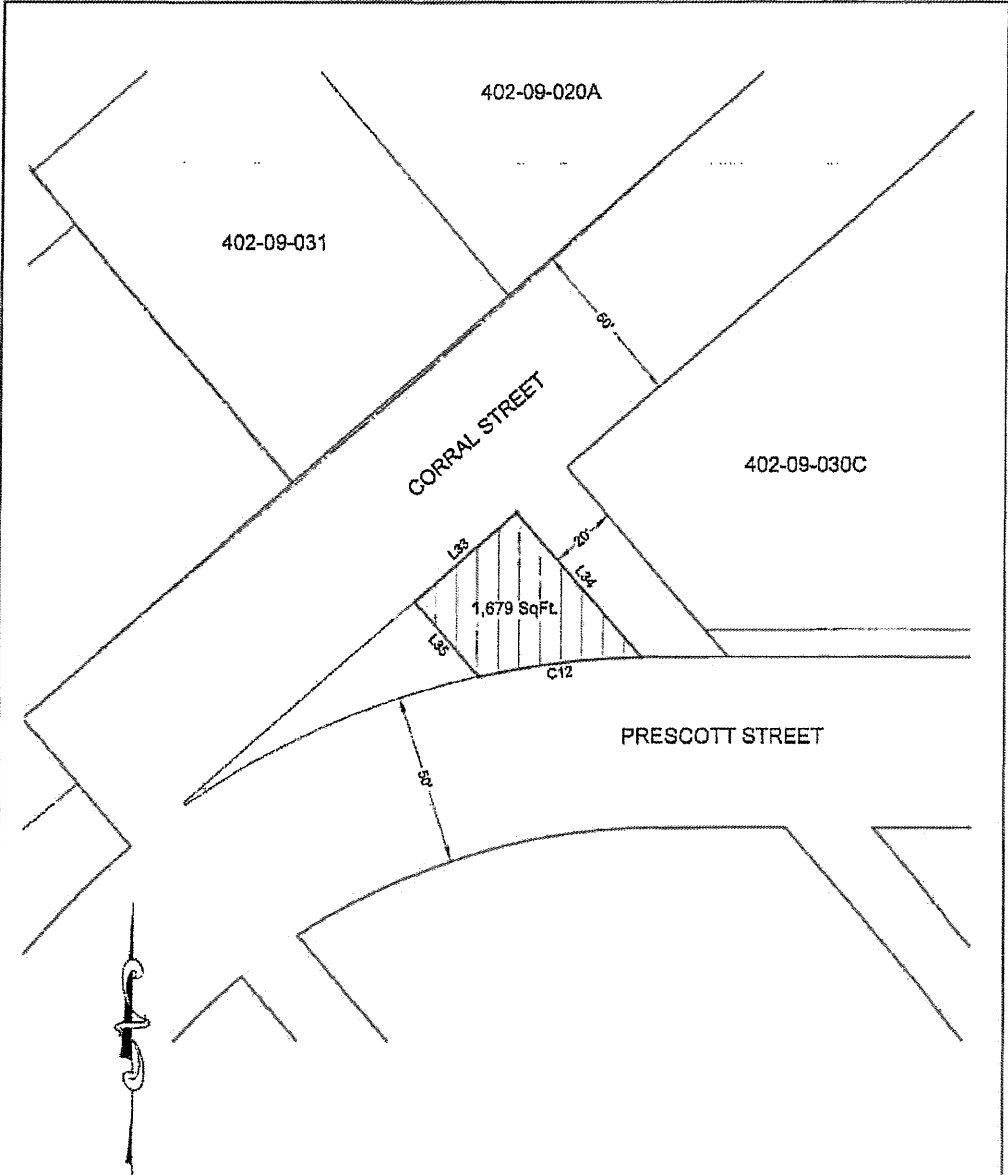 402-09-020A
402-09-031
60'
CORRAL STREET
402-09-030C
20'
L33
L34
1,679 SqFt.
L35
C12
PRESCOTT STREET
50'